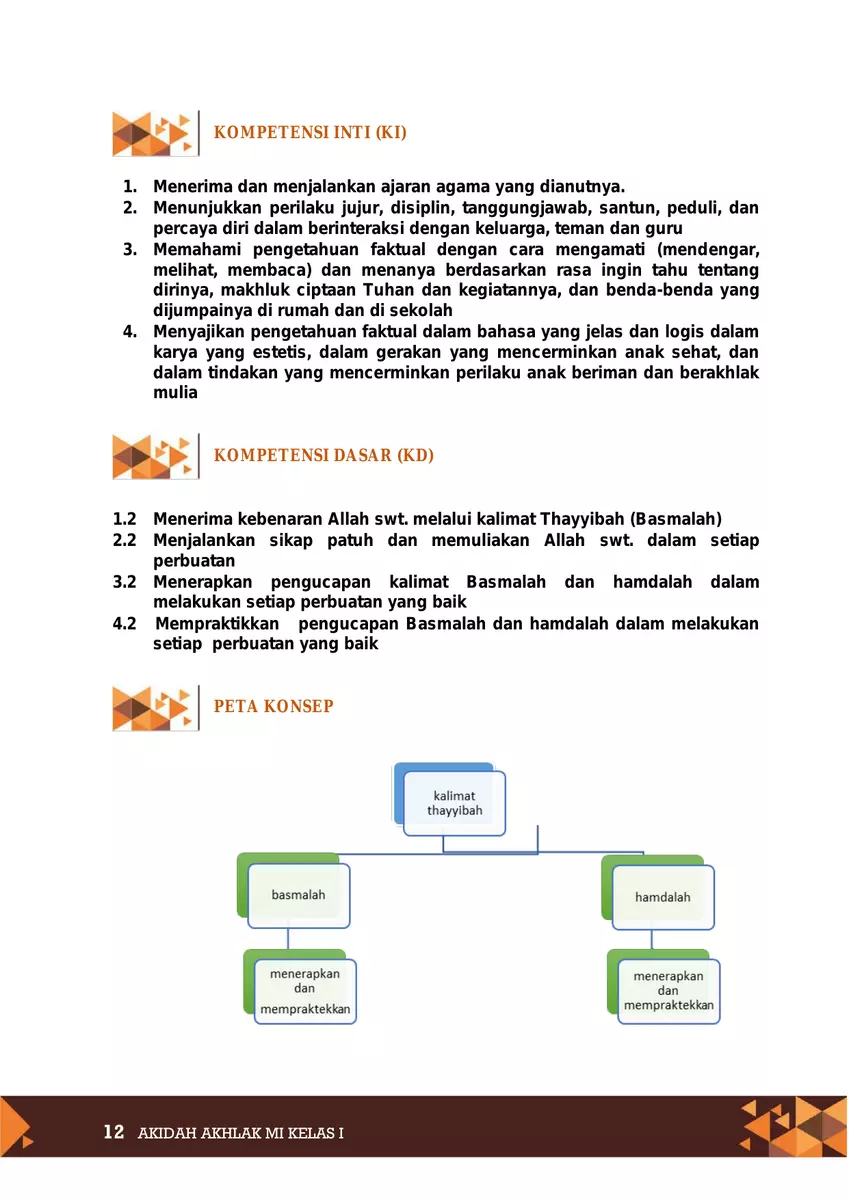 KOMPETENSI INTI (KI)
1. Menerima dan menjalankan ajaran agama yang dianutnya.
2. Menunjukkan perilaku jujur, disiplin, tanggungjawab, santun, peduli, dan
percaya diri dalam berinteraksi dengan keluarga, teman dan guru
3. Memahami pengetahuan faktual dengan cara mengamati (mendengar,
melihat, membaca) dan menanya berdasarkan rasa ingin tahu tentang
dirinya, makhluk ciptaan Tuhan dan kegiatannya, dan benda-benda yang
dijumpainya di rumah dan di sekolah
4. Menyajikan pengetahuan faktual dalam bahasa yang jelas dan logis dalam
karya yang estetis, dalam gerakan yang mencerminkan anak sehat, dan
dalam tindakan yang mencerminkan perilaku anak beriman dan berakhlak
mulia
KOMPETENSI DASAR (KD)
1.2 Menerima kebenaran Allah swt. melalui kalimat Thayyibah (Basmalah)
2.2 Menjalankan sikap patuh dan memuliakan Allah swt. dalam setiap
perbuatan
3.2 Menerapkan pengucapan kalimat Basmalah dan hamdalah dalam
melakukan setiap perbuatan yang baik
4.2 Mempraktikkan pengucapan Basmalah dan hamdalah dalam melakukan
setiap perbuatan yang baik
PETA KONSEP
kalimat
thayyibah
basmalah
hamdalah
menerapkan
dan
mempraktekkan
menerapkan
dan
mempraktekkan
12 AKIDAH AKHLAK MI KELAS I